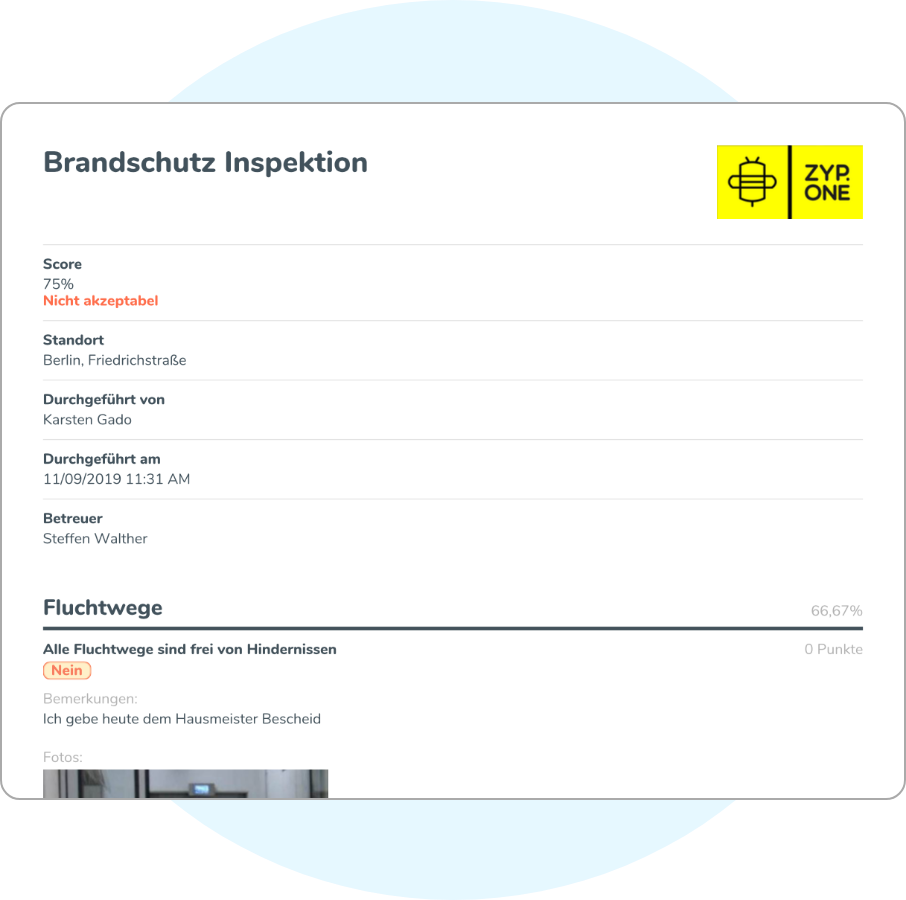 Brandschutz Inspektion
ZYP.
ONE
Score
75%
Nicht akzeptabel
Standort
Berlin, Friedrichstraße
Durchgeführt von
Karsten Gado
Durchgeführt am
11/09/2019 11:31 AM
Betreuer
Steffen Walther
Fluchtwege
66,67%
Alle Fluchtwege sind frei von Hindernissen
0 Punkte
Nein
Bemerkungen:
Ich gebe heute dem Hausmeister Bescheid
Fotos: